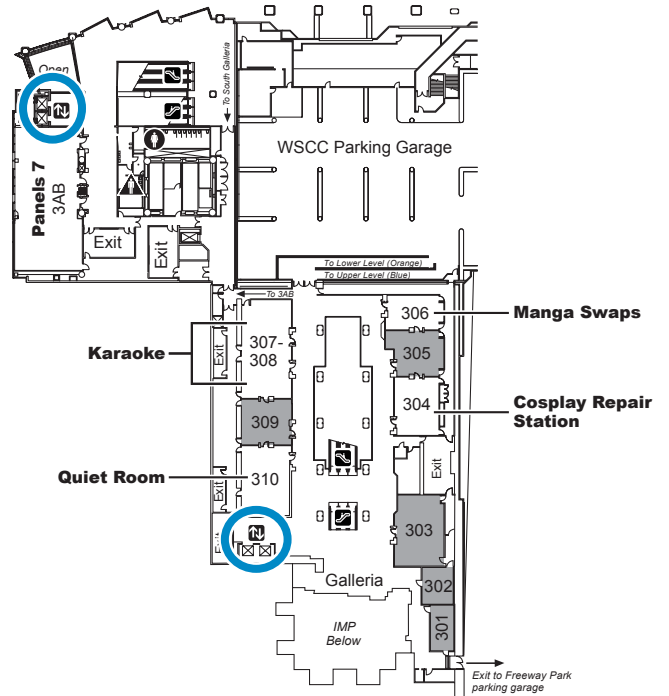 Open
To South Galleria
WSCC Parking Garage
Panels 7
3AB
Exit
Exit
To Lower Level (Orange)
To Upper Level (Blue)
To 3AB
306
Manga Swaps
307-
308
Exit
305
Karaoke
304
Cosplay Repair
Station
309
Quiet Room
310
Exit
Exit
303
Exit
Galleria
302
301
IMP
Below
Exit to Freeway Park
parking garage